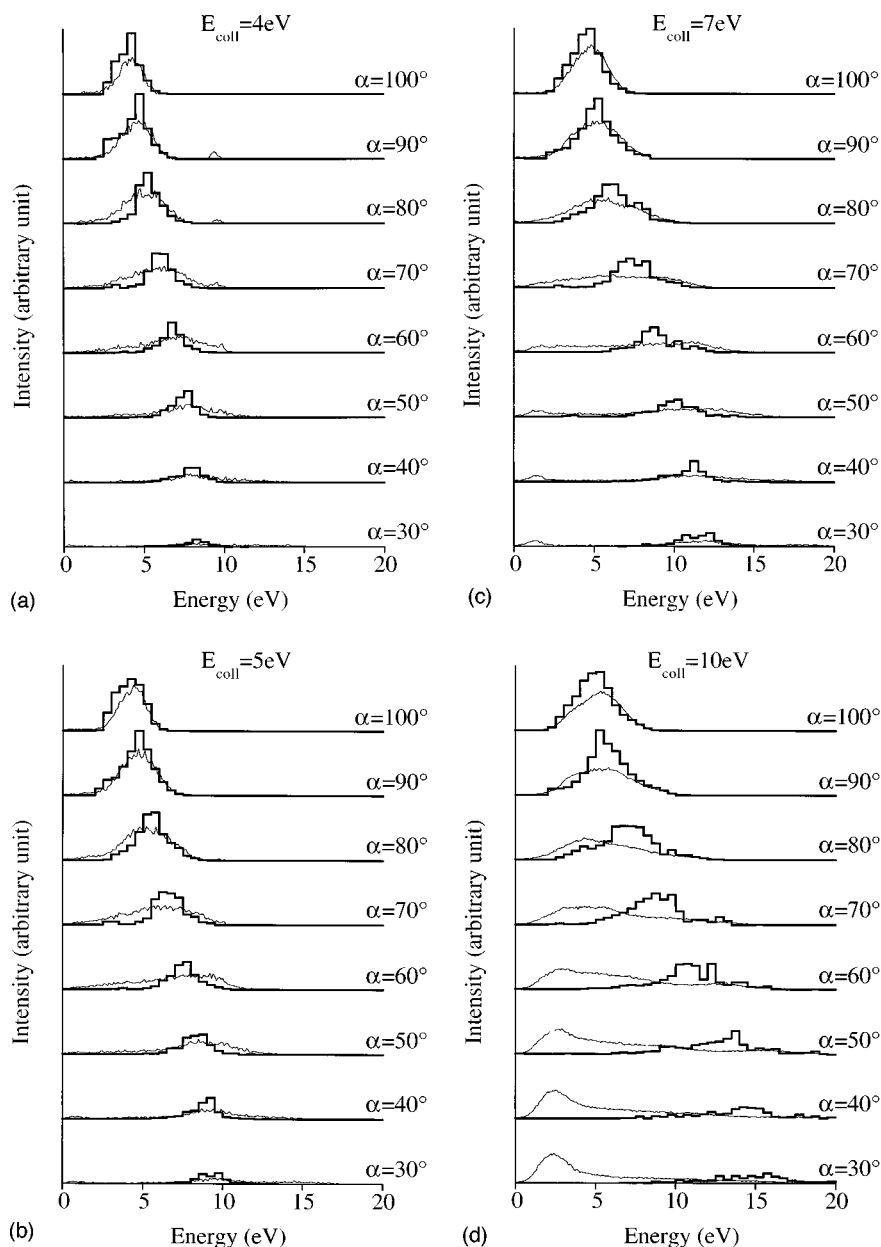 E_coll=4eV
α=100°
α=90°
α=80°
α=70°
α=60°
α=50°
α=40°
α=30°
Intensity (arbitrary unit)
0 5 10 15 20
Energy (eV)
(a)
E_coll=7eV
α=100°
α=90°
α=80°
α=70°
α=60°
α=50°
α=40°
α=30°
Intensity (arbitrary unit)
0 5 10 15 20
Energy (eV)
(c)
E_coll=5eV
α=100°
α=90°
α=80°
α=70°
α=60°
α=50°
α=40°
α=30°
Intensity (arbitrary unit)
0 5 10 15 20
Energy (eV)
(b)
E_coll=10eV
α=100°
α=90°
α=80°
α=70°
α=60°
α=50°
α=40°
α=30°
Intensity (arbitrary unit)
0 5 10 15 20
Energy (eV)
(d)